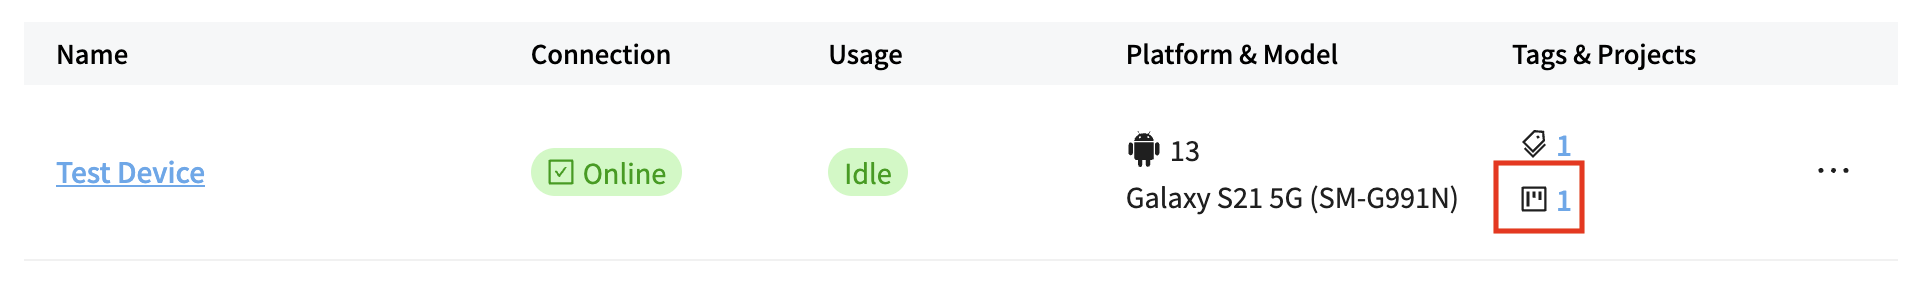 Name Connection Usage Platform & Model Tags & Projects
Test Device Online Idle 13 1
Galaxy S21 5G (SM-G991N) 1